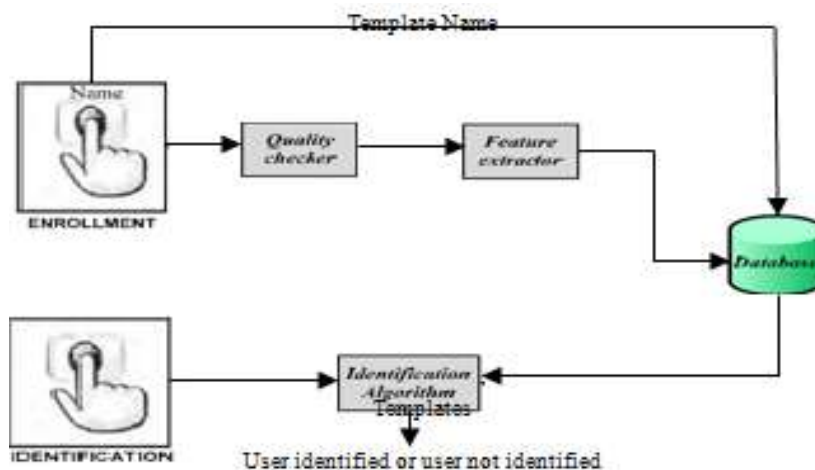 Template Name
Name
Quality
checker
Feature
extractor
ENROLLMENT
Database
Identification
Algorithm
Templates
IDENTIFICATION
User identified or user not identified